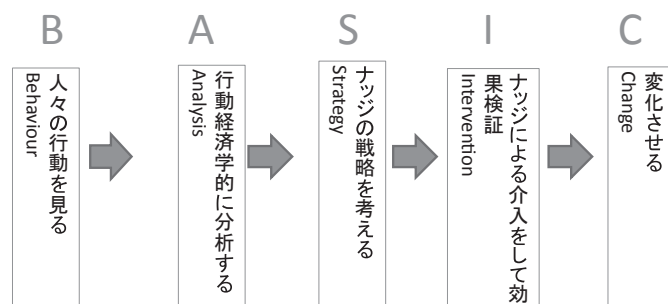 B
人々の行動を見る
Behaviour
A
行動経済学的に分析する
Analysis
S
ナッジの戦略を考える
Strategy
I
ナッジによる介入をして効
果検証
Intervention
C
変化させる
Change